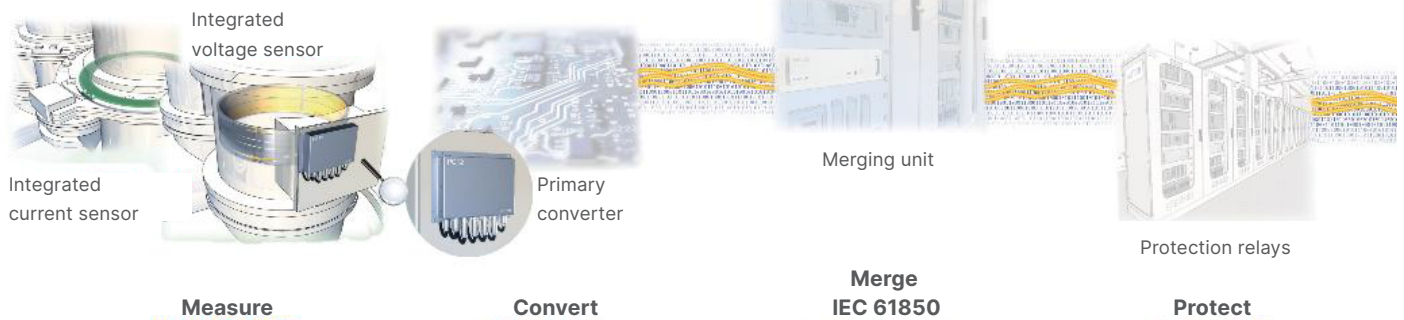 Integrated
voltage sensor
Integrated
current sensor
Primary
converter
Merging unit
Protection relays
Measure
Convert
Merge
IEC 61850
Protect